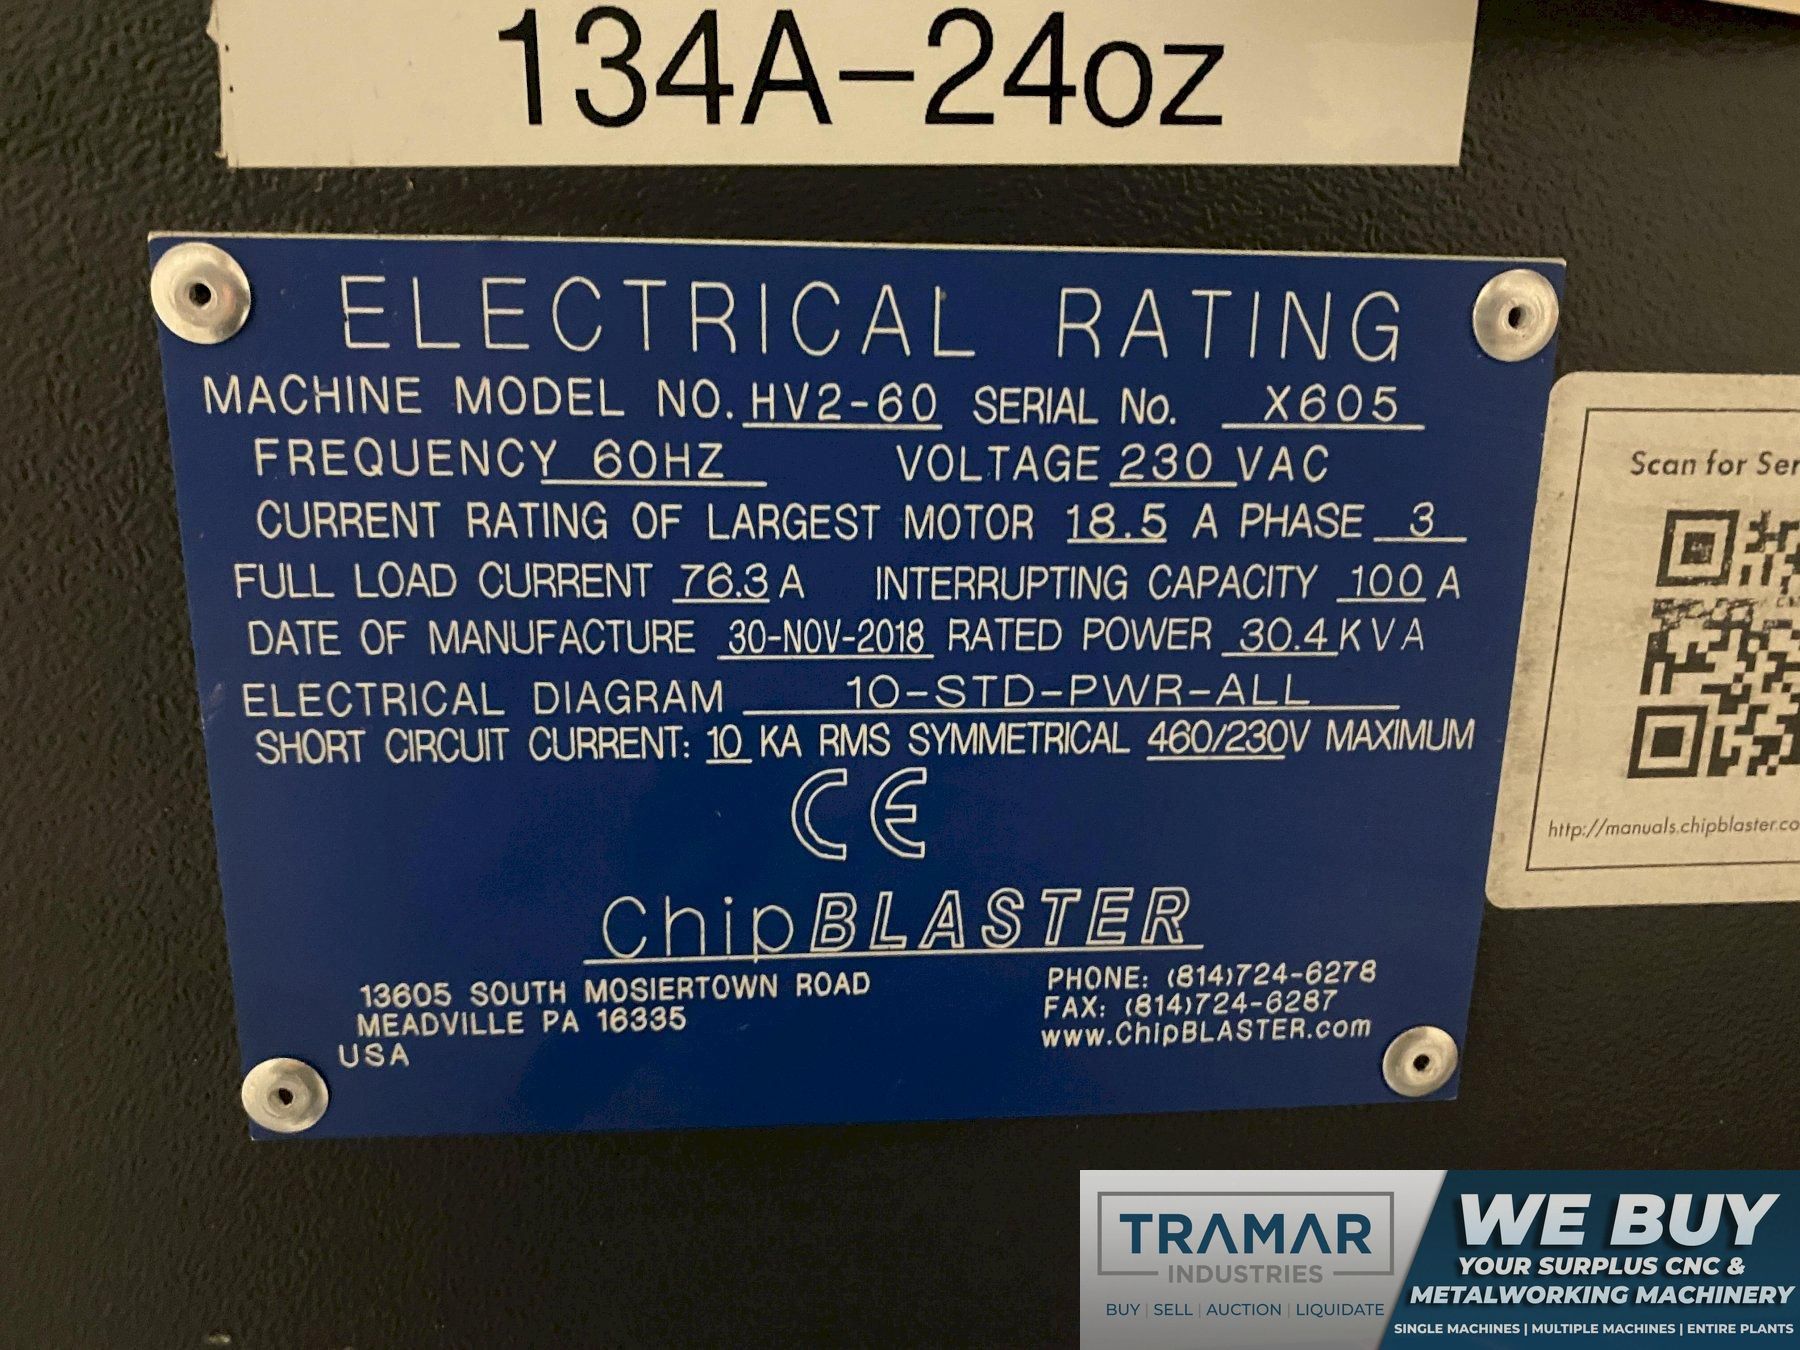 134A-24oz
ELECTRICAL RATING
MACHINE MODEL NO. HV2-60 SERIAL No. X605
FREQUENCY 60HZ VOLTAGE 230 VAC
CURRENT RATING OF LARGEST MOTOR 18.5 A PHASE 3
FULL LOAD CURRENT 76.3 A INTERRUPTING CAPACITY 100 A
DATE OF MANUFACTURE 30-NOV-2018 RATED POWER 30.4 KVA
ELECTRICAL DIAGRAM 10-STD-PWR-ALL
SHORT CIRCUIT CURRENT: 10 KA RMS SYMMETRICAL 460/230V MAXIMUM
CE
ChipBLASTER
13605 SOUTH MOSIERTOWN ROAD
MEADVILLE PA 16335
USA
PHONE: (814)724-6278
FAX: (814)724-6287
www.ChipBLASTER.com
Scan for Ser
http://manuals.chipblaster.co
TRAMAR
INDUSTRIES
BUY | SELL | AUCTION | LIQUIDATE
WE BUY
YOUR SURPLUS CNC &
METALWORKING MACHINERY
SINGLE MACHINES | MULTIPLE MACHINES | ENTIRE PLANTS